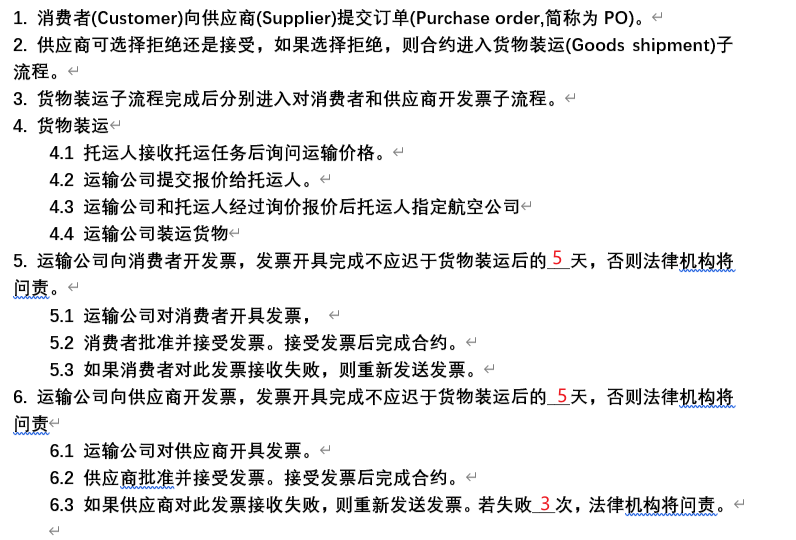 1. 消费者(Customer)向供应商(Supplier)提交订单(Purchase order,简称为 PO)。
2. 供应商可选择拒绝还是接受，如果选择拒绝，则合约进入货物装运(Goods shipment)子
流程。
3. 货物装运子流程完成后分别进入对消费者和供应商开发票子流程。
4. 货物装运
4.1 托运人接收托运任务后询问运输价格。
4.2 运输公司提交报价给托运人。
4.3 运输公司和托运人经过询价报价后托运人指定航空公司
4.4 运输公司装运货物
5. 运输公司向消费者开发票，发票开具完成不应迟于货物装运后的_5_天，否则法律机构将
问责。
5.1 运输公司对消费者开具发票，
5.2 消费者批准并接受发票。接受发票后完成合约。
5.3 如果消费者对此发票接收失败，则重新发送发票。
6. 运输公司向供应商开发票，发票开具完成不应迟于货物装运后的_5天，否则法律机构将
问责
6.1 运输公司对供应商开具发票。
6.2 供应商批准并接受发票。接受发票后完成合约。
6.3 如果供应商对此发票接收失败，则重新发送发票。若失败_3_次，法律机构将问责。